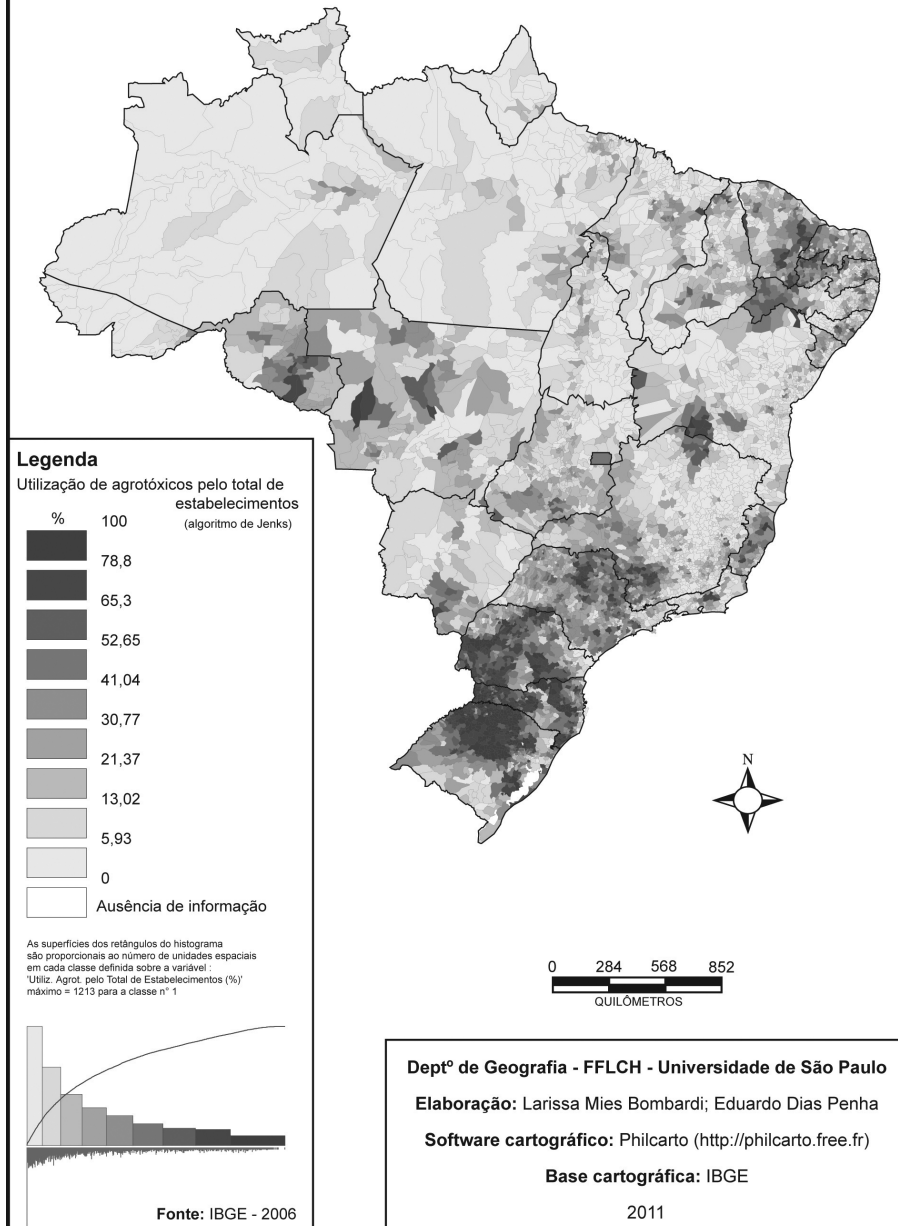 Legenda
Utilização de agrotóxicos pelo total de
estabelecimentos
(algoritmo de Jenks)
%
100
78,8
65,3
52,65
41,04
30,77
21,37
13,02
5,93
0
Ausência de informação
As superfícies dos retângulos do histograma
são proporcionais ao número de unidades espaciais
em cada classe definida sobre a variável :
'Utiliz. Agrot. pelo Total de Estabelecimentos (%)'
máximo = 1213 para a classe n° 1
Fonte: IBGE - 2006
N
0 284 568 852
QUILÔMETROS
Deptº de Geografia - FFLCH - Universidade de São Paulo
Elaboração: Larissa Mies Bombardi; Eduardo Dias Penha
Software cartográfico: Philcarto (http://philcarto.free.fr)
Base cartográfica: IBGE
2011